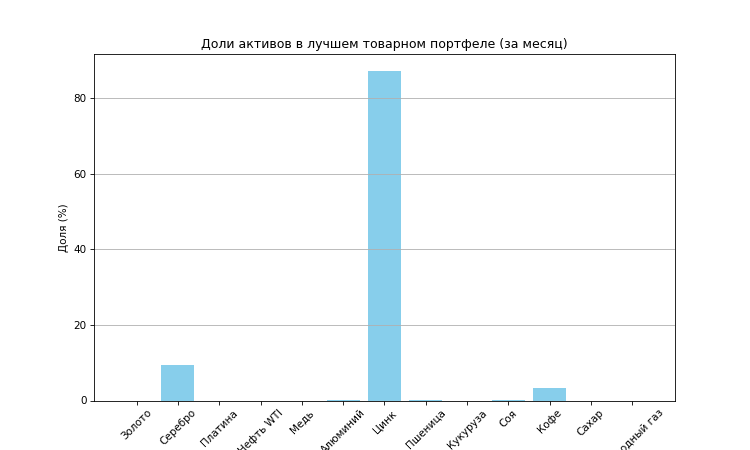 Доли активов в лучшем товарном портфеле (за месяц)
Доля (%)
80
60
40
20
0
Золото
Серебро
Платина
Нефть WTI
Медь
Алюминий
Цинк
Пшеница
Кукуруза
Соя
Кофе
Сахар
газ